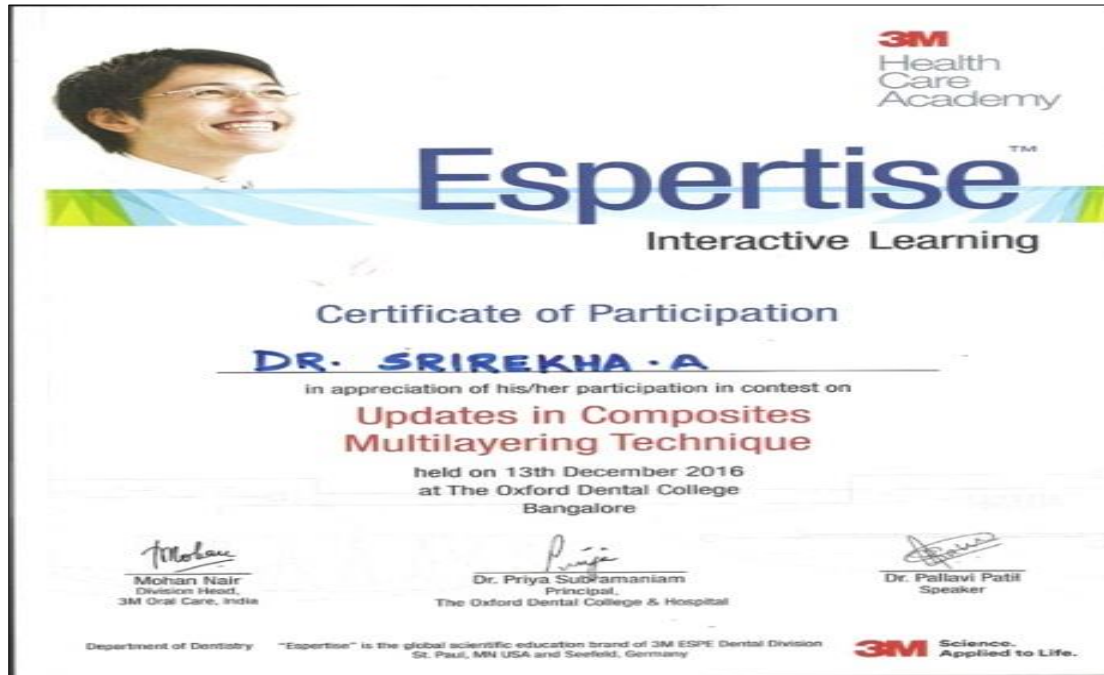 3M
Health
Care
Academy
Espertise™
Interactive Learning
Certificate of Participation
DR. SRIREKHA . A
in appreciation of his/her participation in contest on
Updates in Composites
Multilayering Technique
held on 13th December 2016
at The Oxford Dental College
Bangalore
Mohan Nair
Division Head,
3M Oral Care, India
Dr. Priya Subramaniam
Principal,
The Oxford Dental College & Hospital
Dr. Pallavi Patil
Speaker
Department of Dentistry
"Espertise" is the global scientific education brand of 3M ESPE Dental Division
St. Paul, MN USA and Seefeld, Germany
3M Science.
Applied to Life.